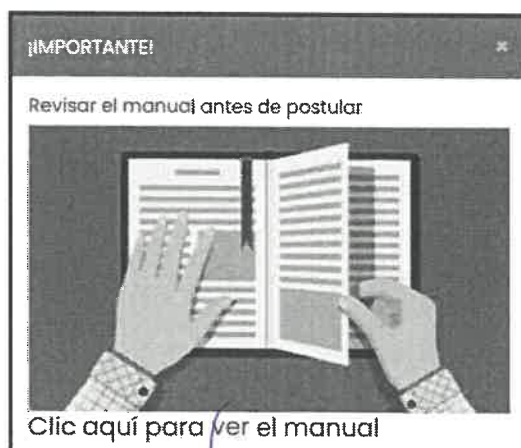 ¡IMPORTANTE! ×
Revisar el manual antes de postular
Clic aquí para ver el manual